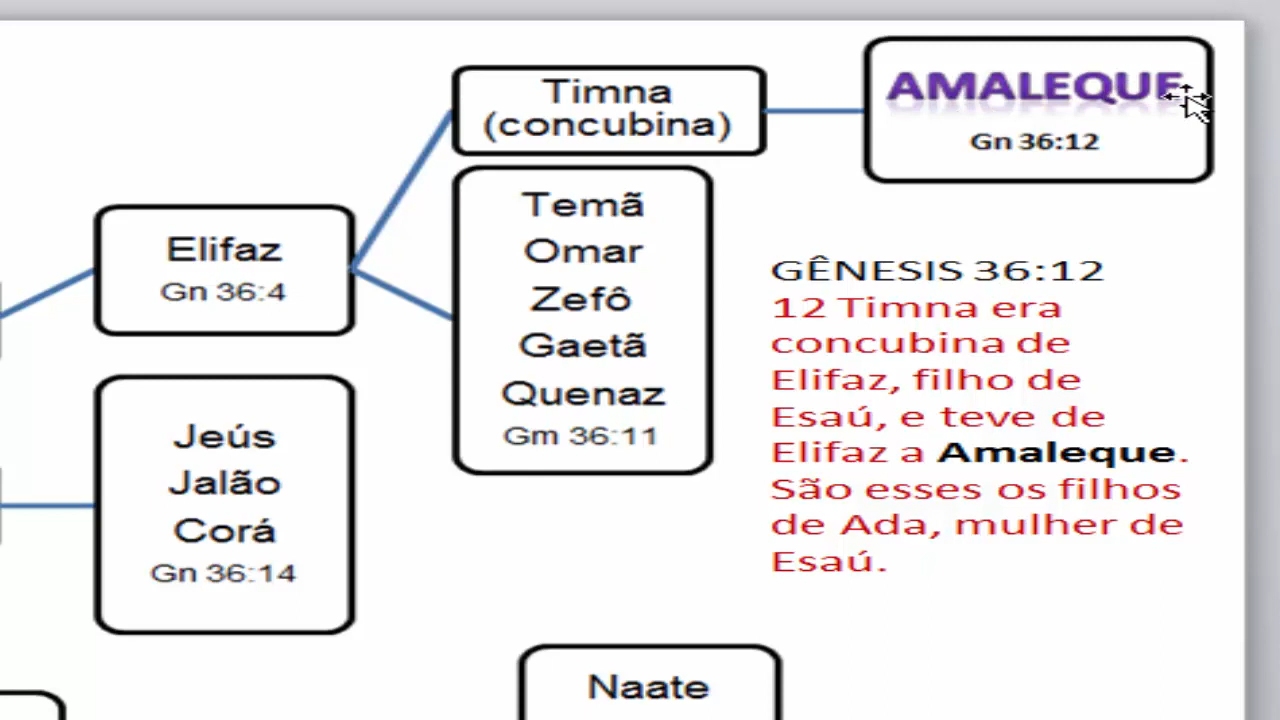 Timna
(concubina)
AMALEQUE
Gn 36:12
Elifaz
Gn 36:4
Temã
Omar
Zefô
Gaetã
Quenaz
Gm 36:11
GÊNESIS 36:12
12 Timna era
concubina de
Elifaz, filho de
Esaú, e teve de
Elifaz a Amaleque.
São esses os filhos
de Ada, mulher de
Esaú.
Jeús
Jalão
Corá
Gn 36:14
Naate